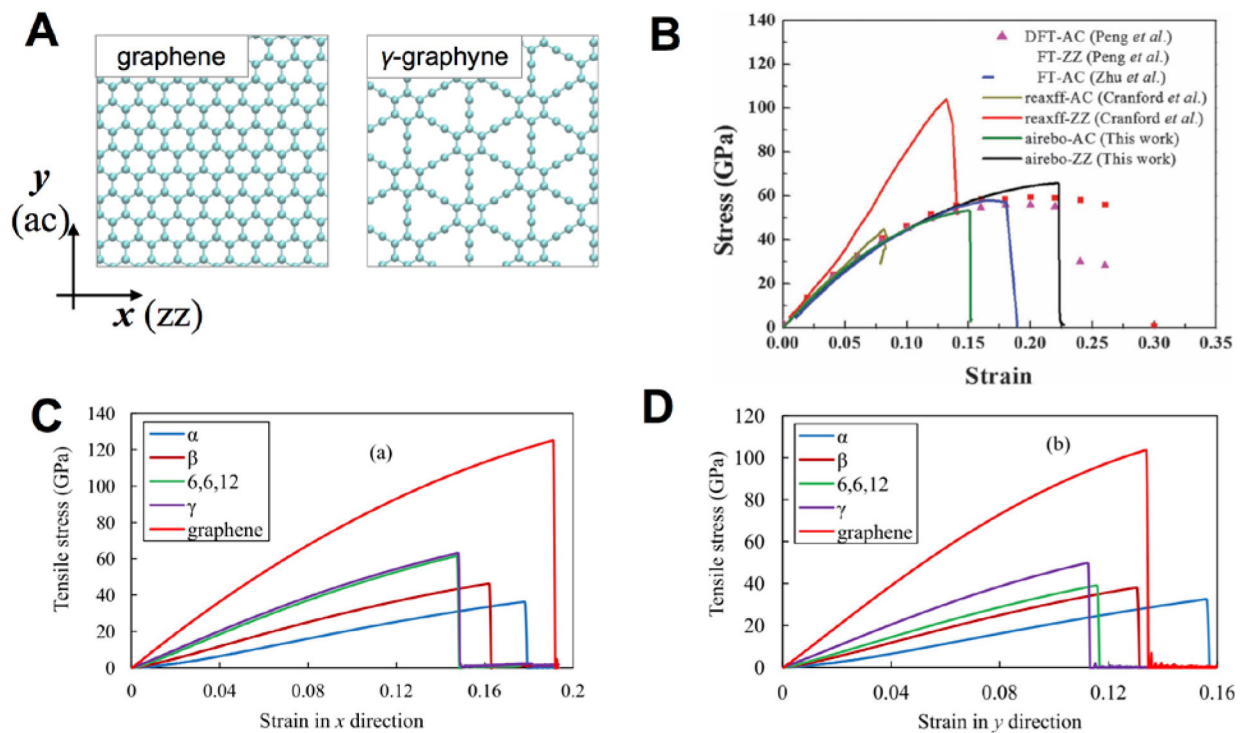 A
graphene
γ-graphyne
y
(ac)
x (zz)
B
Stress (GPa)
140
120
100
80
60
40
20
0
DFT-AC (Peng et al.)
FT-ZZ (Peng et al.)
FT-AC (Zhu et al.)
reaxff-AC (Cranford et al.)
reaxff-ZZ (Cranford et al.)
airebo-AC (This work)
airebo-ZZ (This work)
0.00 0.05 0.10 0.15 0.20 0.25 0.30 0.35
Strain
C
Tensile stress (GPa)
140
120
100
80
60
40
20
0
α
β
6,6,12
γ
graphene
(a)
0 0.04 0.08 0.12 0.16 0.2
Strain in x direction
D
Tensile stress (GPa)
120
100
80
60
40
20
0
α
β
6,6,12
γ
graphene
(b)
0 0.04 0.08 0.12 0.16
Strain in y direction